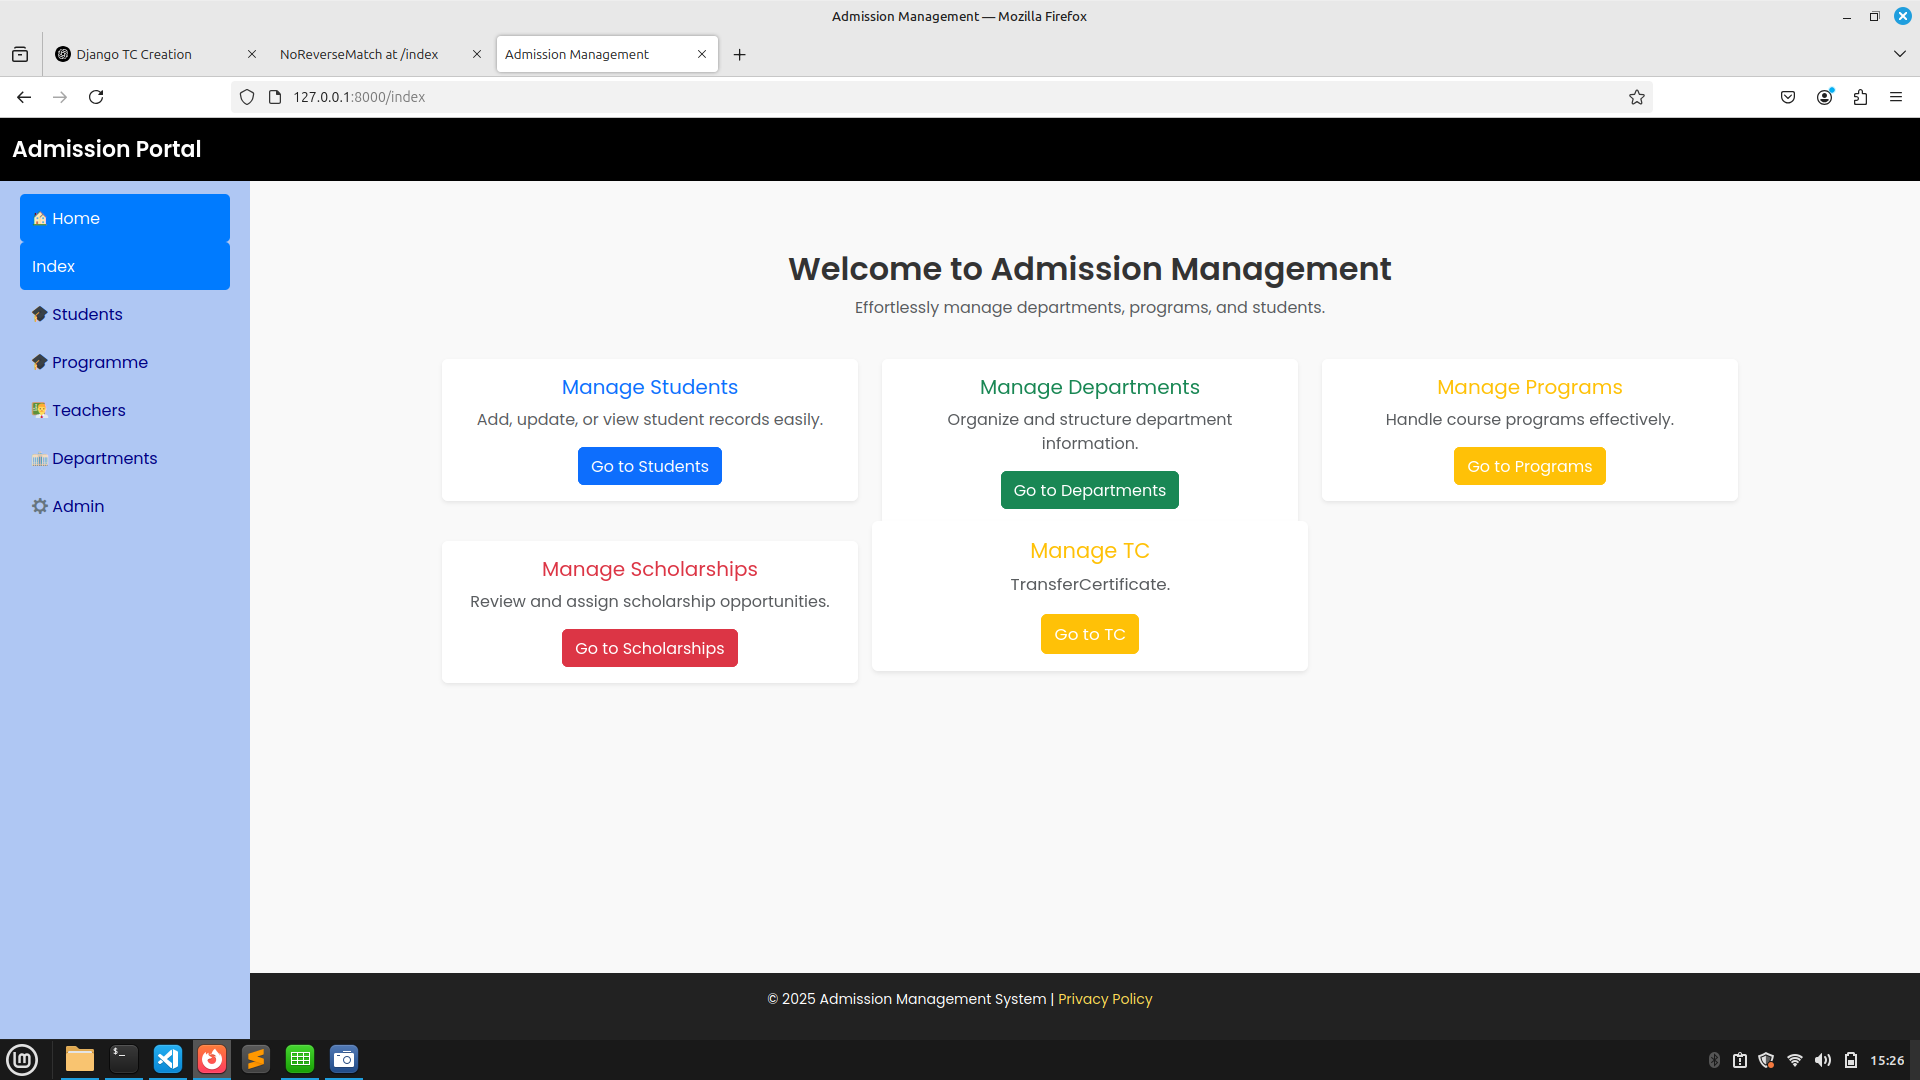 Admission Management — Mozilla Firefox
Django TC Creation
NoReverseMatch at /index
Admission Management
127.0.0.1:8000/index
Admission Portal
Home
Index
Students
Programme
Teachers
Departments
Admin
Welcome to Admission Management
Effortlessly manage departments, programs, and students.
Manage Students
Add, update, or view student records easily.
Go to Students
Manage Departments
Organize and structure department
information.
Go to Departments
Manage Programs
Handle course programs effectively.
Go to Programs
Manage Scholarships
Review and assign scholarship opportunities.
Go to Scholarships
Manage TC
TransferCertificate.
Go to TC
© 2025 Admission Management System | Privacy Policy
15:26